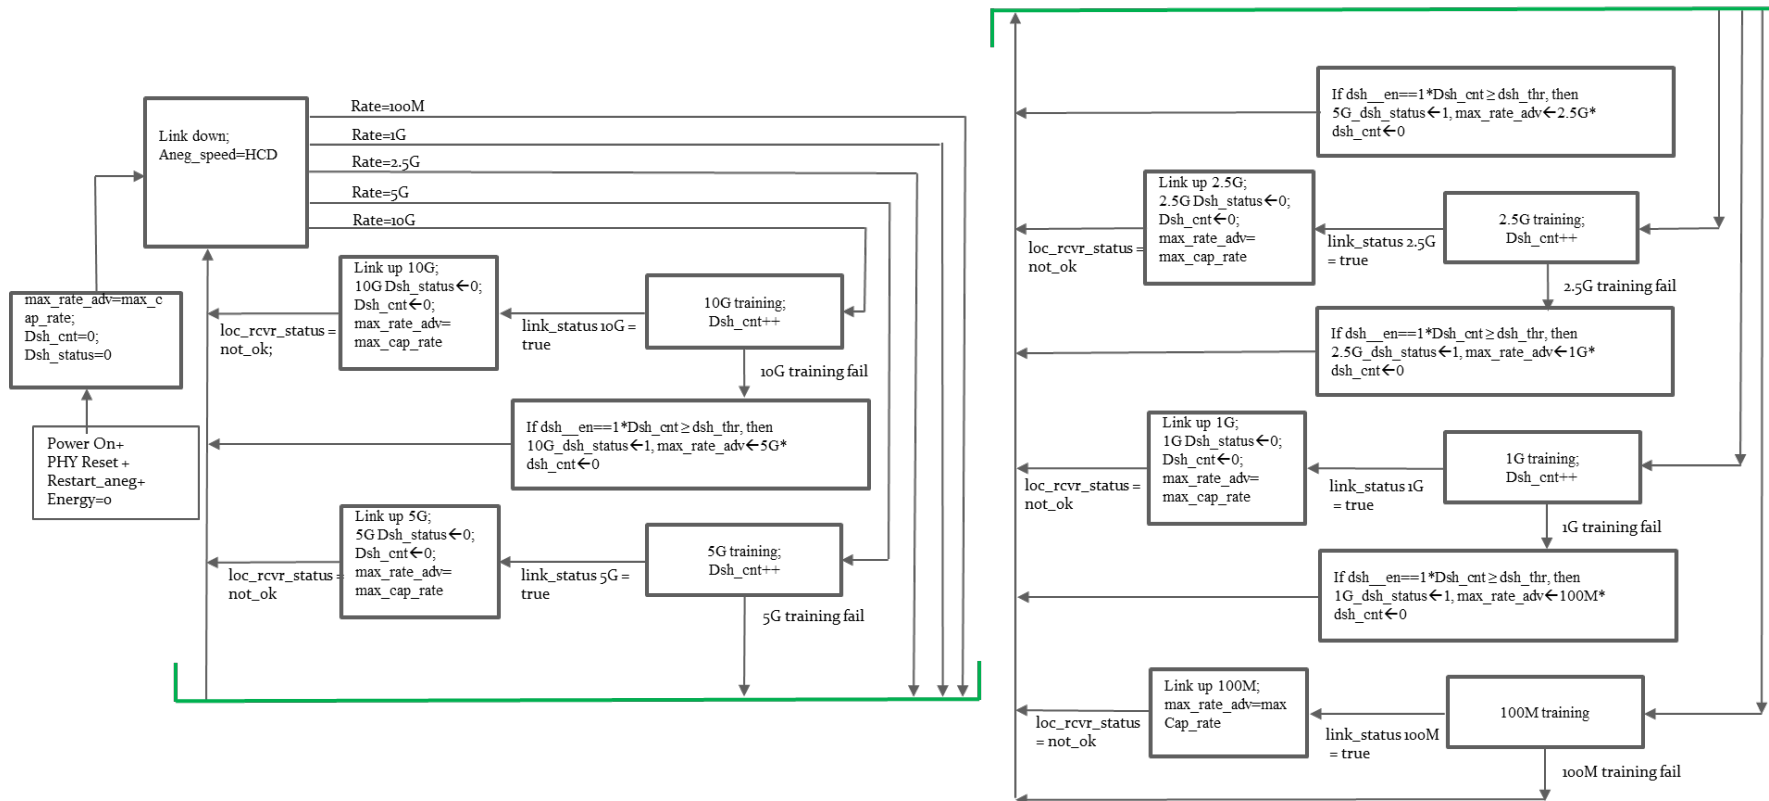 Rate=100M
Link down;
Aneg_speed=HCD
Rate=1G
Rate=2.5G
Rate=5G
Rate=10G
Link up 10G;
10G Dsh_status←0;
Dsh_cnt←0;
max_rate_adv=
max_cap_rate
10G training;
Dsh_cnt++
loc_rcvr_status =
not_ok;
link_status 10G =
true
max_rate_adv=max_c
ap_rate;
Dsh_cnt=0;
Dsh_status=0
10G training fail
If dsh__en==1*Dsh_cnt ≥ dsh_thr, then
10G_dsh_status←1, max_rate_adv←5G*
dsh_cnt←0
Power On+
PHY Reset +
Restart_aneg+
Energy=0
Link up 5G;
5G Dsh_status←0;
Dsh_cnt←0;
max_rate_adv=
max_cap_rate
5G training;
Dsh_cnt++
loc_rcvr_status =
not_ok
link_status 5G =
true
5G training fail
If dsh__en==1*Dsh_cnt ≥ dsh_thr, then
5G_dsh_status←1, max_rate_adv←2.5G*
dsh_cnt←0
Link up 2.5G;
2.5G Dsh_status←0;
Dsh_cnt←0;
max_rate_adv=
max_cap_rate
2.5G training;
Dsh_cnt++
loc_rcvr_status =
not_ok
link_status 2.5G
= true
2.5G training fail
If dsh__en==1*Dsh_cnt ≥ dsh_thr, then
2.5G_dsh_status←1, max_rate_adv←1G*
dsh_cnt←0
Link up 1G;
1G Dsh_status←0;
Dsh_cnt←0;
max_rate_adv=
max_cap_rate
1G training;
Dsh_cnt++
loc_rcvr_status =
not_ok
link_status 1G
= true
1G training fail
If dsh__en==1*Dsh_cnt ≥ dsh_thr, then
1G_dsh_status←1, max_rate_adv←100M*
dsh_cnt←0
Link up 100M;
max_rate_adv=max
Cap_rate
100M training
loc_rcvr_status
= not_ok
link_status 100M
= true
100M training fail